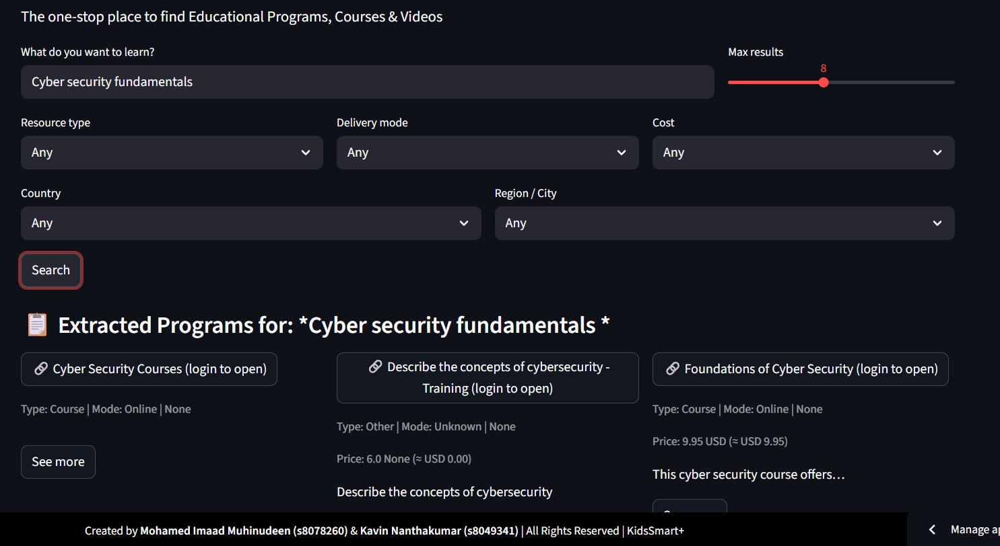 The one-stop place to find Educational Programs, Courses & Videos
What do you want to learn?
Max results
8
Cyber security fundamentals
Resource type
Delivery mode
Cost
Any
Any
Any
Country
Region / City
Any
Any
Search
📋 Extracted Programs for: *Cyber security fundamentals *
🔗 Cyber Security Courses (login to open)
Type: Course | Mode: Online | None
See more
🔗 Describe the concepts of cybersecurity -
Training (login to open)
Type: Other | Mode: Unknown | None
Price: 6.0 None (≈ USD 0.00)
Describe the concepts of cybersecurity
🔗 Foundations of Cyber Security (login to open)
Type: Course | Mode: Online | None
Price: 9.95 USD (≈ USD 9.95)
This cyber security course offers…
Created by Mohamed Imaad Muhinudeen (s8078260) & Kavin Nanthakumar (s8049341) | All Rights Reserved | KidsSmart+
Manage ap